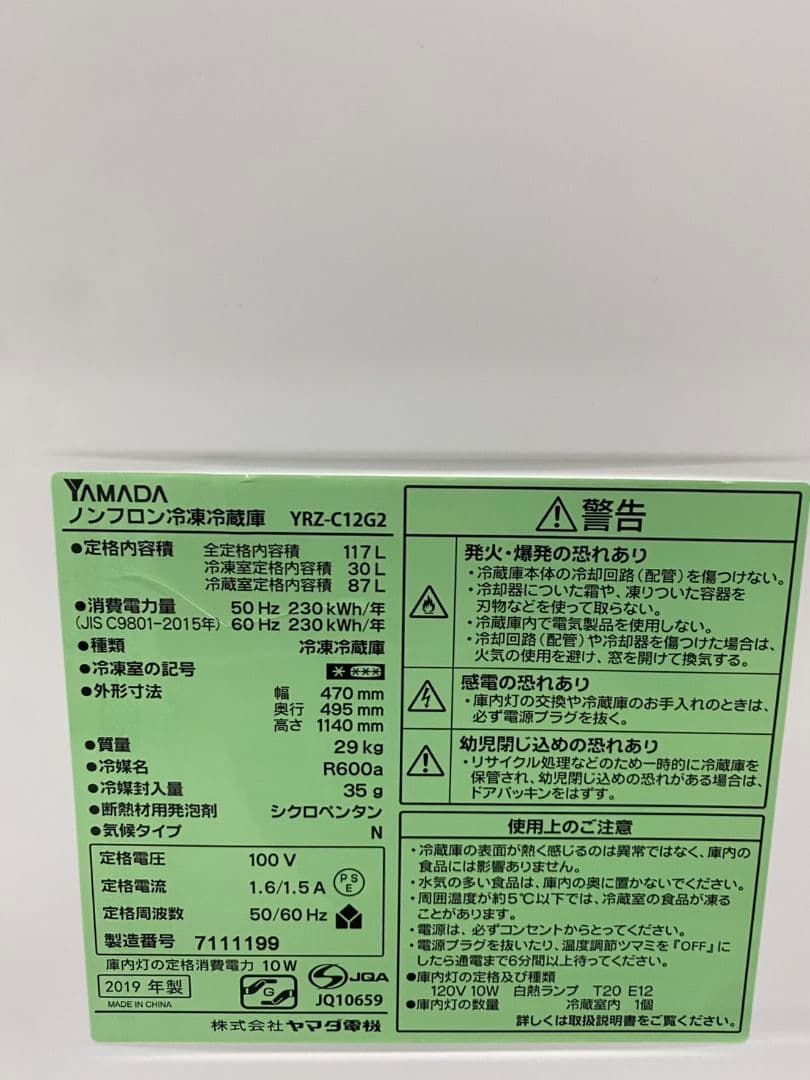 YAMADA
ノンフロン冷凍冷蔵庫 YRZ-C12G2
●定格内容積 全定格内容積 117 L
冷凍室定格内容積 30 L
冷蔵室定格内容積 87 L
●消費電力量 50 Hz 230 kWh/年
(JIS C9801-2015年) 60 Hz 230 kWh/年
●種類 冷凍冷蔵庫
●冷凍室の記号
●外形寸法 幅 470 mm
奥行 495 mm
高さ 1140 mm
●質量 29 kg
●冷媒名 R600a
●冷媒封入量 35 g
●断熱材用発泡剤 シクロペンタン
●気候タイプ N
定格電圧 100 V
定格電流 1.6/1.5 A PSE
定格周波数 50/60 Hz
製造番号 7111199
庫内灯の定格消費電力 10 W
2019 年製
MADE IN CHINA
G
JQA
JQ10659
株式会社ヤマダ電機
警告
発火・爆発の恐れあり
・冷蔵庫本体の冷却回路(配管)を傷つけない。
・冷却器についた霜や、凍りついた容器を
刃物などを使って取らない。
・冷蔵庫内で電気製品を使用しない。
・冷却回路(配管)や冷却器を傷つけた場合は、
火気の使用を避け、窓を開けて換気する。
感電の恐れあり
・庫内灯の交換や冷蔵庫のお手入れのときは、
必ず電源プラグを抜く。
幼児閉じ込めの恐れあり
・リサイクル処理などのため一時的に冷蔵庫を
保管され、幼児閉じ込めの恐れがある場合は、
ドアパッキンをはずす。
使用上のご注意
・冷蔵庫の表面が熱く感じるのは異常ではなく、庫内の
食品には影響ありません。
・水気の多い食品は、庫内の奥に置かないでください。
・周囲温度が約5℃以下では、冷蔵室の食品が凍る
ことがあります。
・電源は、必ずコンセントからとってください。
・電源プラグを抜いたり、温度調節ツマミを『OFF』に
したら通電まで6分間以上待ってください。
●庫内灯の定格及び種類
120V 10W 白熱ランプ T20 E12
●庫内灯の数量 冷蔵室内 1個
詳しくは取扱説明書をご覧ください。